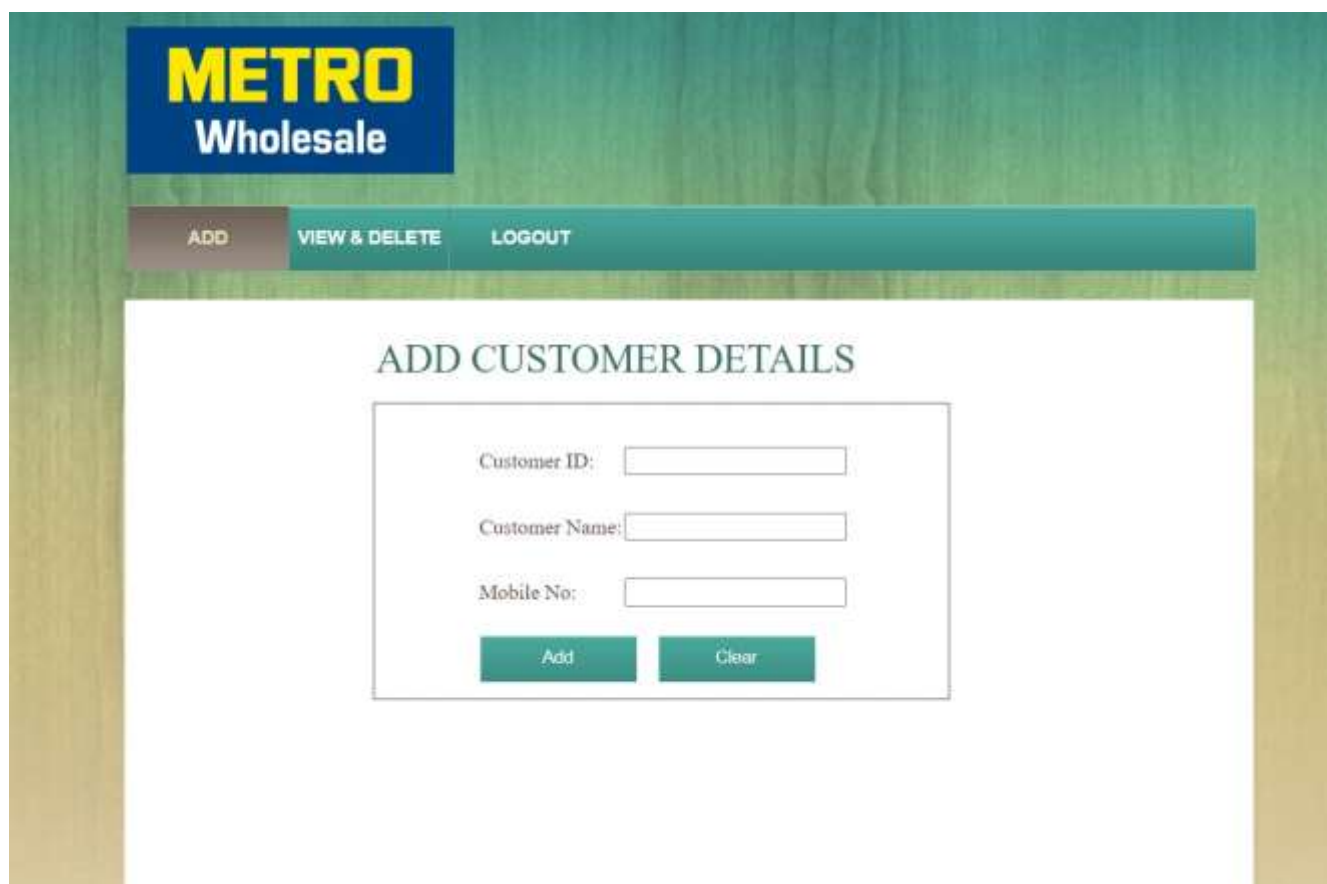 METRO
Wholesale
ADD VIEW & DELETE LOGOUT
ADD CUSTOMER DETAILS
Customer ID:
Customer Name:
Mobile No:
Add Clear